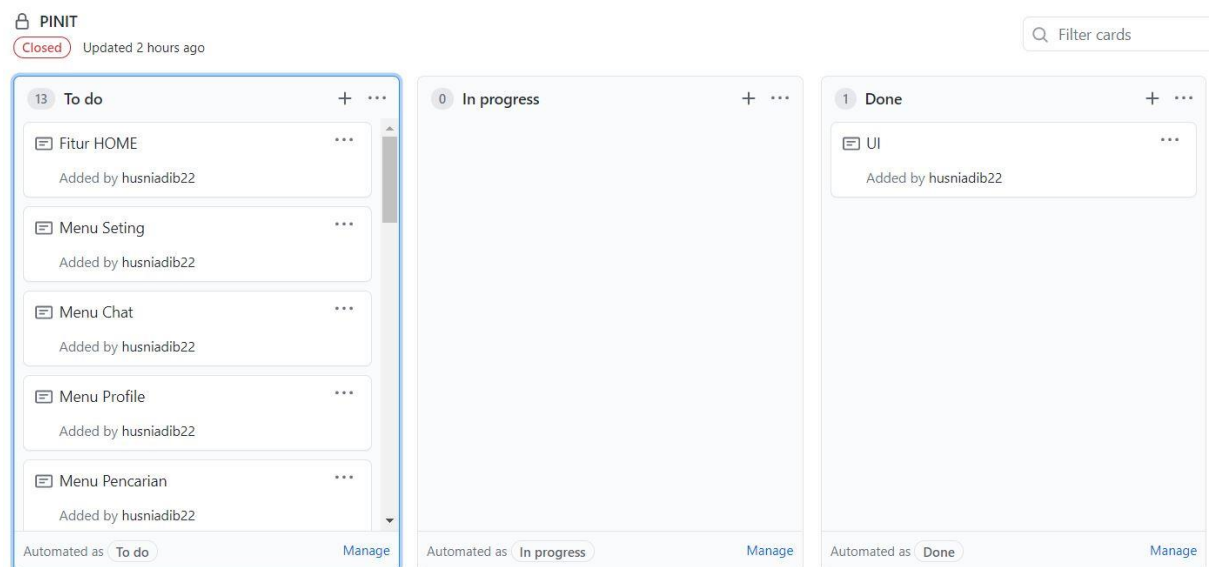 PINIT
Closed Updated 2 hours ago
Filter cards
13 To do
Fitur HOME
Added by husniadib22
Menu Seting
Added by husniadib22
Menu Chat
Added by husniadib22
Menu Profile
Added by husniadib22
Menu Pencarian
Added by husniadib22
Automated as To do Manage
0 In progress
Automated as In progress Manage
1 Done
UI
Added by husniadib22
Automated as Done Manage